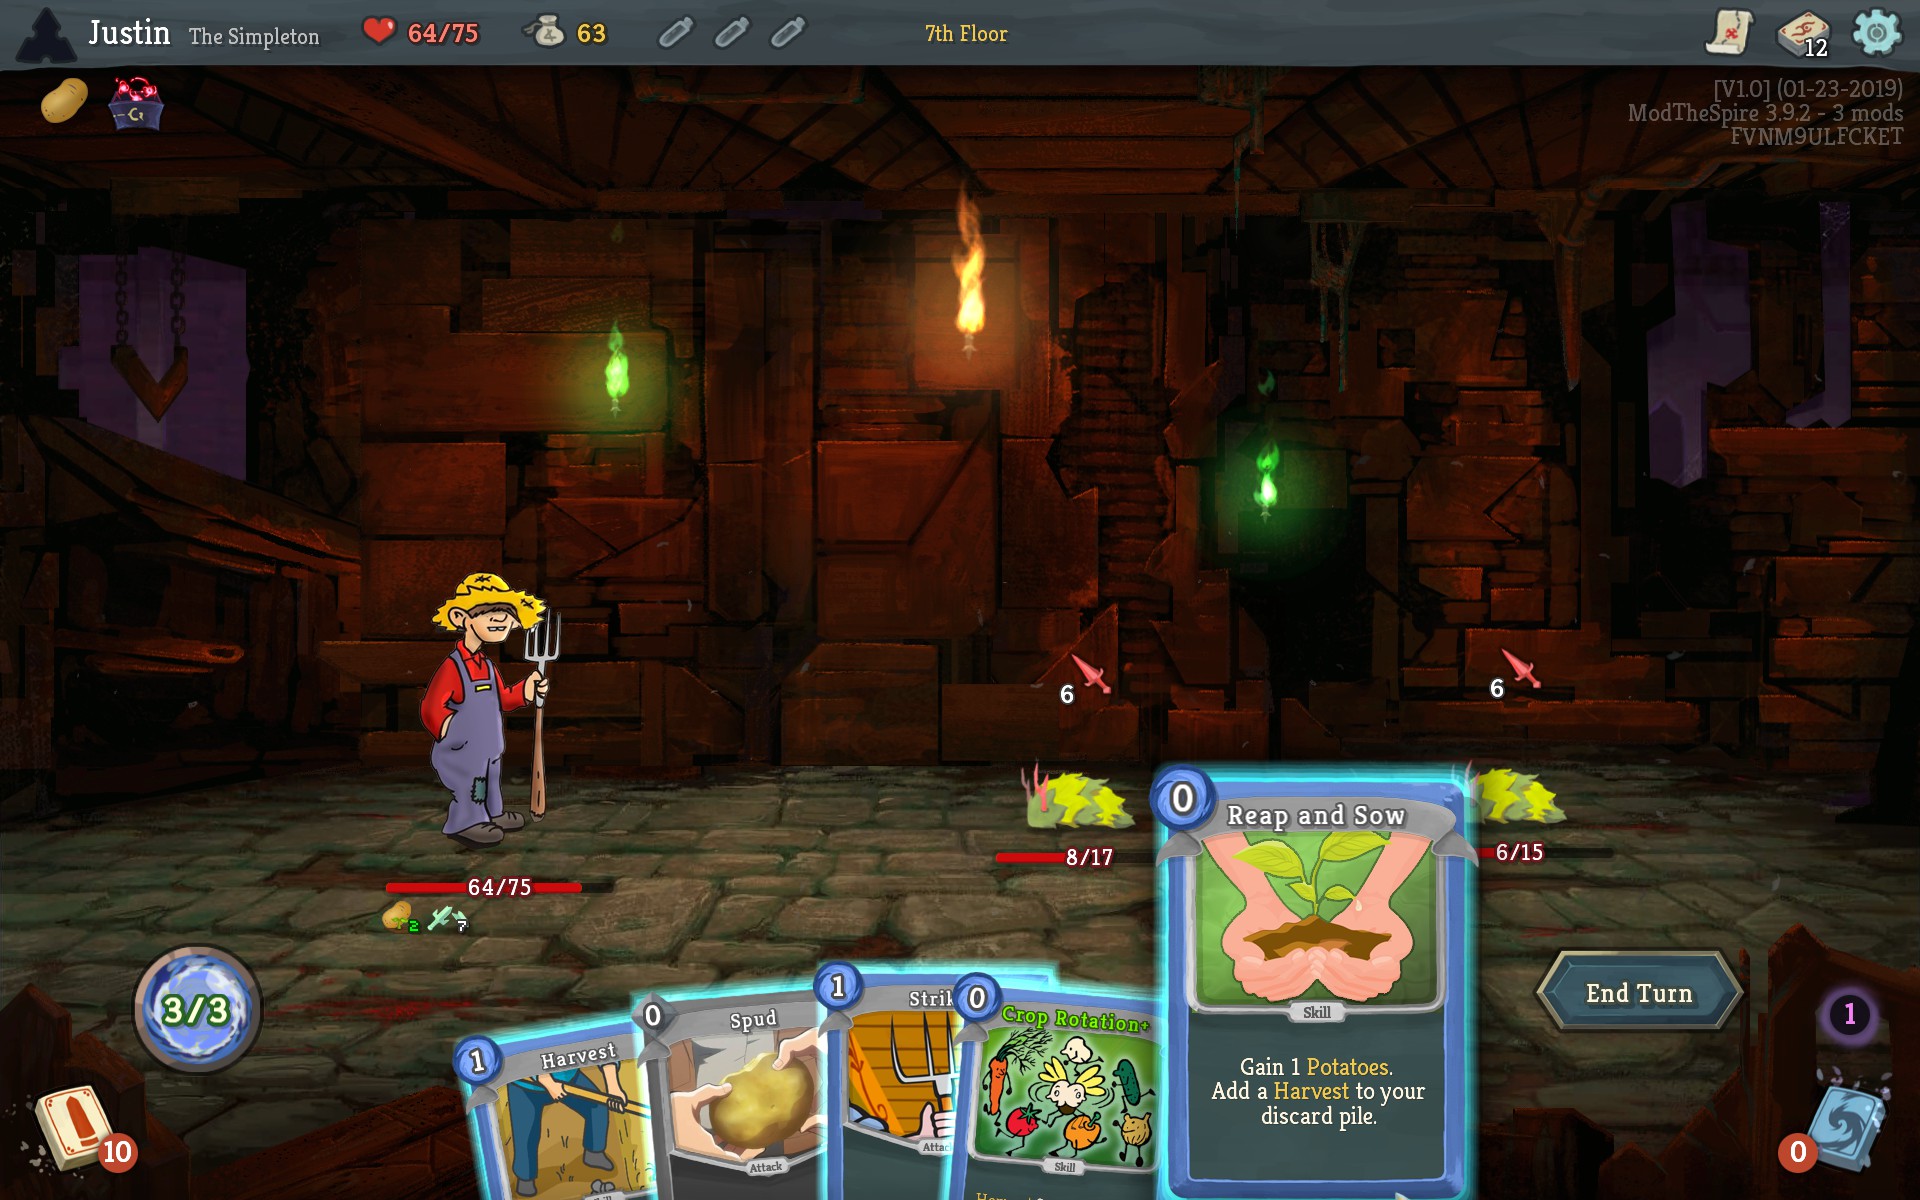 Justin The Simpleton 64/75 63 7th Floor 12
[V1.0] (01-23-2019)
ModTheSpire 3.9.2 - 3 mods
FVNM9ULFCKET
6
6
8/17
6/15
64/75
2 7
3/3
10
1 Harvest
0 Spud
Attack
1
Strik
0 Crop Rotation+
Skill
0 Reap and Sow
Skill
Gain 1 Potatoes.
Add a Harvest to your
discard pile.
End Turn
1
0